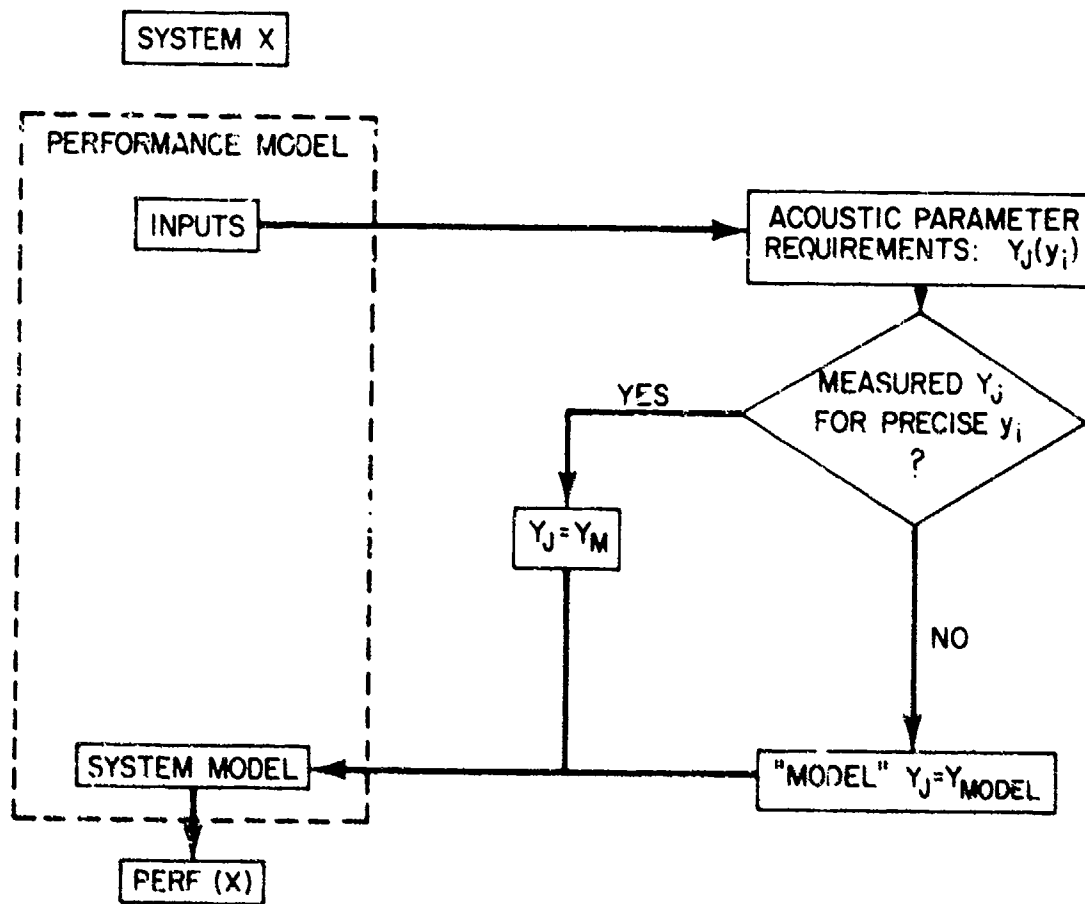 SYSTEM X
PERFORMANCE MODEL
INPUTS
ACOUSTIC PARAMETER
REQUIREMENTS: Y_J(y_i)
MEASURED Y_j
FOR PRECISE y_i
?
YES
Y_J=Y_M
NO
SYSTEM MODEL
"MODEL" Y_J=Y_MODEL
PERF (X)